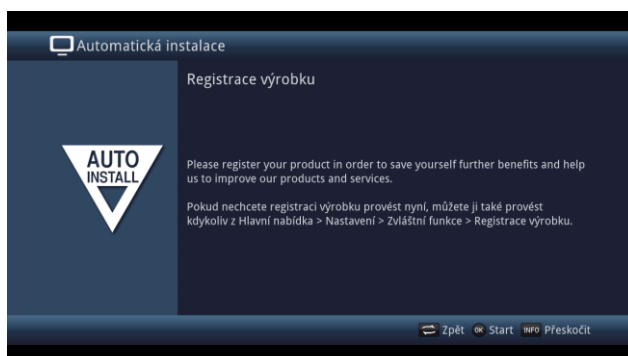 Automatická instalace
Registrace výrobku
AUTO
INSTALL
Please register your product in order to save yourself further benefits and help
us to improve our products and services.
Pokud nechcete registraci výrobku provést nyní, můžete ji také provést
kdykoliv z Hlavní nabídka > Nastavení > Zvláštní funkce > Registrace výrobku.
Zpět OK Start INFO Přeskočit